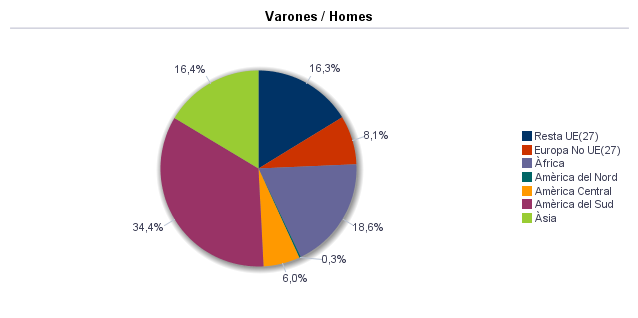 Varones / Homes
16,4%
16,3%
8,1%
34,4%
18,6%
0,3%
6,0%
Resta UE(27)
Europa No UE(27)
Àfrica
Amèrica del Nord
Amèrica Central
Amèrica del Sud
Àsia